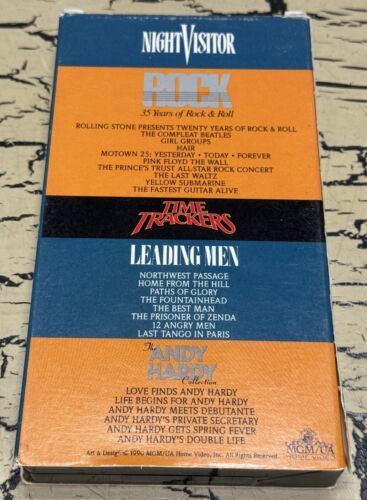 NIGHTVISITOR
ROCK
35 Years of Rock & Roll
ROLLING STONE PRESENTS TWENTY YEARS OF ROCK & ROLL
THE COMPLEAT BEATLES
GIRL GROUPS
HAIR
MOTOWN 25: YESTERDAY • TODAY • FOREVER
PINK FLOYD THE WALL
THE PRINCE'S TRUST ALL-STAR ROCK CONCERT
THE LAST WALTZ
YELLOW SUBMARINE
THE FASTEST GUITAR ALIVE
TIME
TRACKERS
LEADING MEN
NORTHWEST PASSAGE
HOME FROM THE HILL
PATHS OF GLORY
THE FOUNTAINHEAD
THE BEST MAN
THE PRISONER OF ZENDA
12 ANGRY MEN
LAST TANGO IN PARIS
The
ANDY
HARDY
Collection
LOVE FINDS ANDY HARDY
LIFE BEGINS FOR ANDY HARDY
ANDY HARDY MEETS DEBUTANTE
ANDY HARDY'S PRIVATE SECRETARY
ANDY HARDY GETS SPRING FEVER
ANDY HARDY'S DOUBLE LIFE
MGM/UA
HOME VIDEO
Art & Design © 1990 MGM/UA Home Video, Inc. All Rights Reserved.